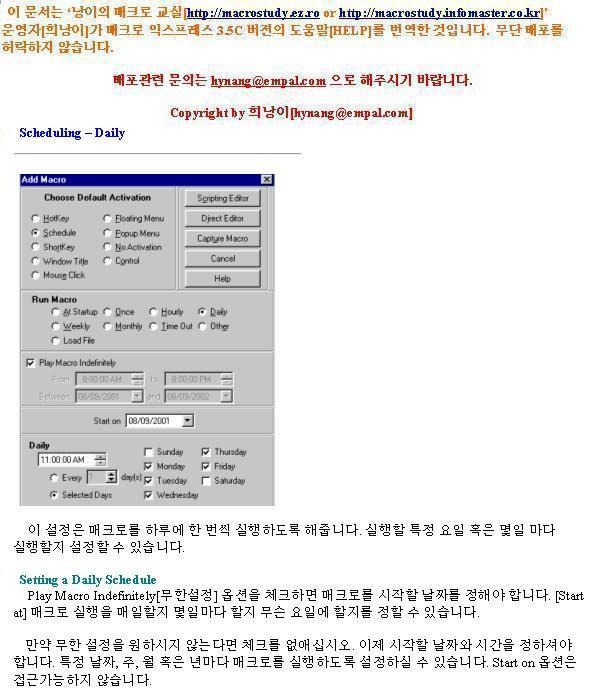 이 문서는 '낭이의 매크로 교실[http://macrostudy.ez.ro or http://macrostudy.infomaster.co.kr]'
운영자[희낭이]가 매크로 익스프레스 3.5C 버젼의 도움말[HELP]를 번역한 것입니다. 무단 배포를
허락하지 않습니다.
배포관련 문의는 hynang@empal.com 으로 해주시기 바랍니다.
Copyright by 희낭이[hynang@empal.com]
Scheduling – Daily
Add Macro
Choose Default Activation
HotKey
Floating Menu
Schedule
Popup Menu
ShortKey
No Activation
Window Title
Control
Mouse Click
Scripting Editor
Direct Editor
Capture Macro
Cancel
Help
Run Macro
At Startup Once Hourly Daily
Weekly Monthly Time Out Other
Load File
Play Macro Indefinitely
From 8:00:00 AM to 8:00:00 PM
Between 08/09/2001 and 08/09/2002
Start on 08/09/2001
Daily
11:00:00 AM
Every 1 day(s)
Selected Days
Sunday Thursday
Monday Friday
Tuesday Saturday
Wednesday
이 설정은 매크로를 하루에 한 번씩 실행하도록 해줍니다. 실행할 특정 요일 혹은 몇일 마다
실행할지 설정할 수 있습니다.
Setting a Daily Schedule
Play Macro Indefinitely[무한설정] 옵션을 체크하면 매크로를 시작할 날짜를 정해야 합니다. [Start
at] 매크로 실행을 매일할지 몇일마다 할지 무슨 요일에 할지를 정할 수 있습니다.
만약 무한 설정을 원하시지 않는다면 체크를 없애십시오. 이제 시작할 날짜와 시간을 정하셔야
합니다. 특정 날짜, 주, 월 혹은 년마다 매크로를 실행하도록 설정하실 수 있습니다. Start on 옵션은
접근가능하지 않습니다.